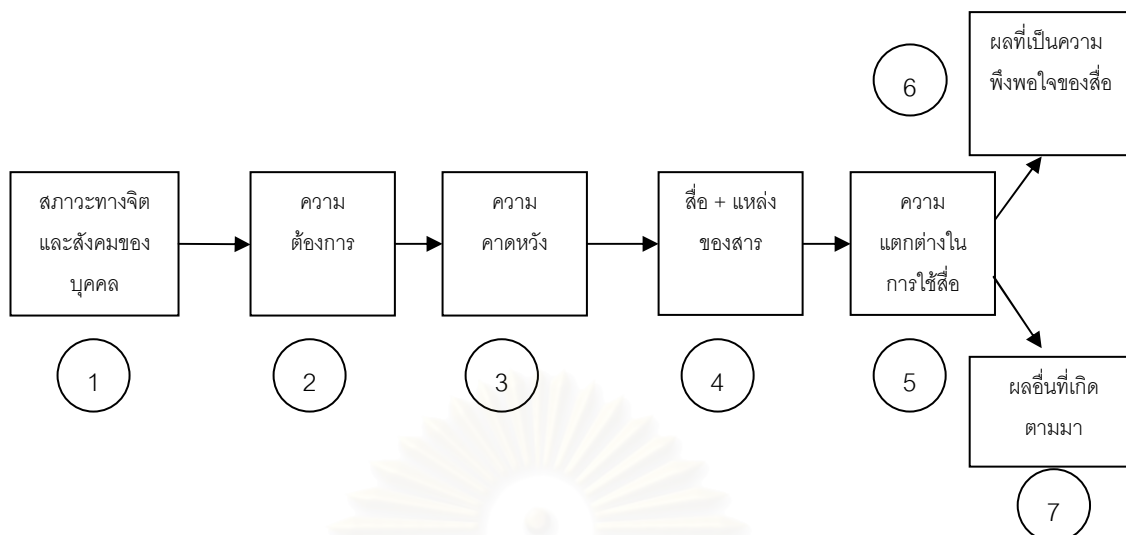 ผลที่เป็นความ
พึงพอใจของสื่อ
6
สภาวะทางจิต
และสังคมของ
บุคคล
ความ
ต้องการ
ความ
คาดหวัง
สื่อ + แหล่ง
ของสาร
ความ
แตกต่างใน
การใช้สื่อ
1
2
3
4
5
ผลอื่นที่เกิด
ตามมา
7